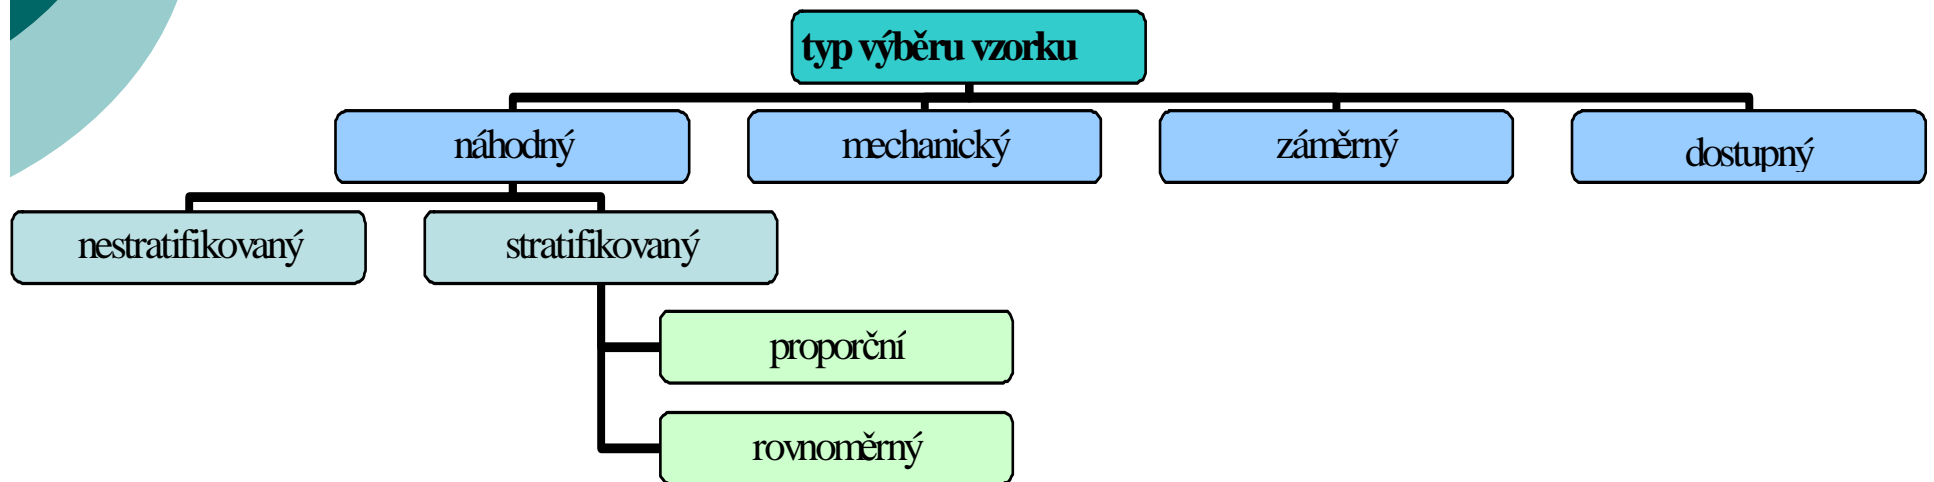 typ výběru vzorku
náhodný
mechanický
záměrný
dostupný
nestratifikovaný
stratifikovaný
proporční
rovnoměrný